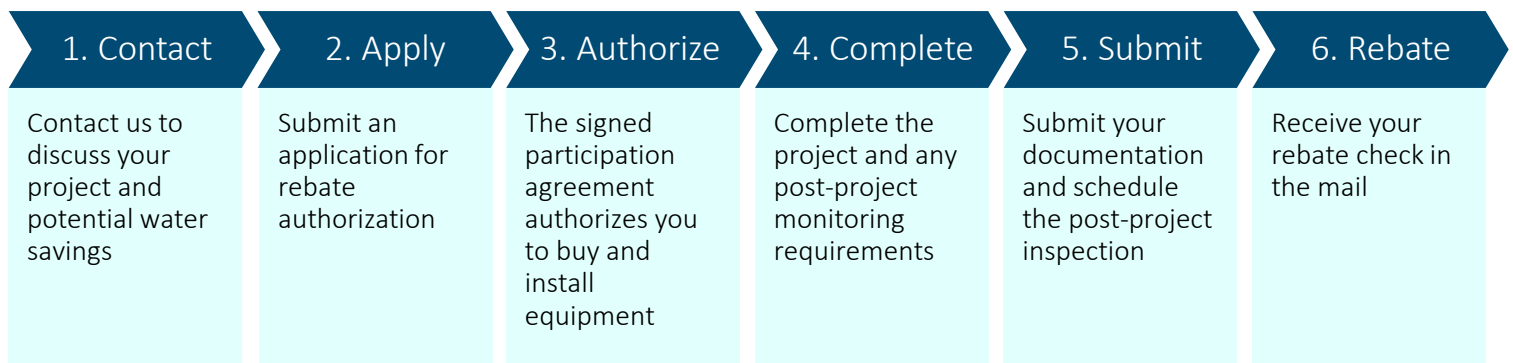 1. Contact
Contact us to
discuss your
project and
potential water
savings
2. Apply
Submit an
application for
rebate
authorization
3. Authorize
The signed
participation
agreement
authorizes you
to buy and
install
equipment
4. Complete
Complete the
project and any
post-project
monitoring
requirements
5. Submit
Submit your
documentation
and schedule
the post-project
inspection
6. Rebate
Receive your
rebate check in
the mail